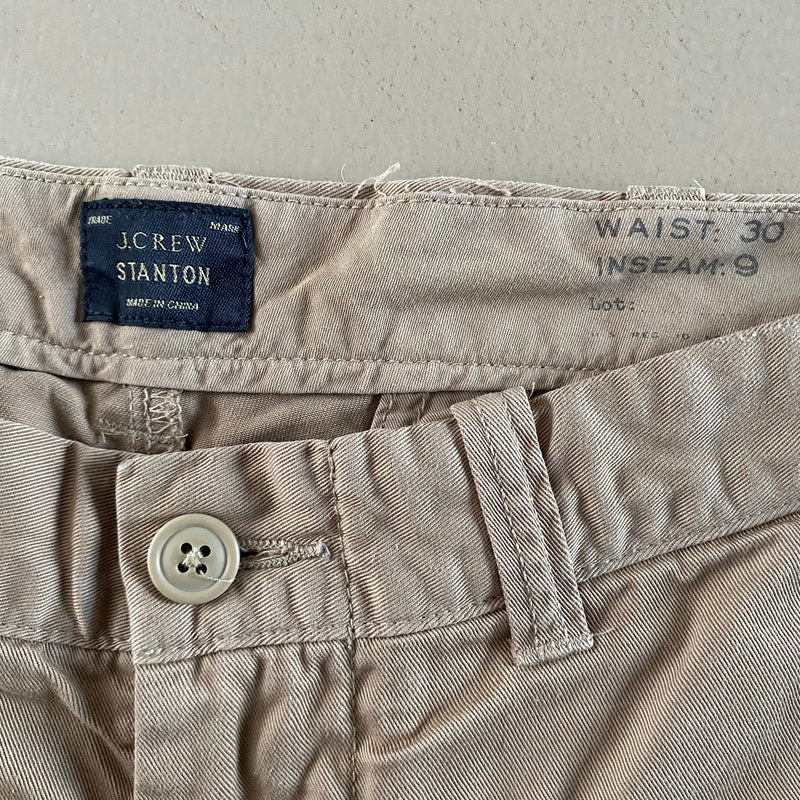 TRADE MARK
J.CREW
STANTON
MADE IN CHINA
WAIST: 30
INSEAM: 9
Lot: